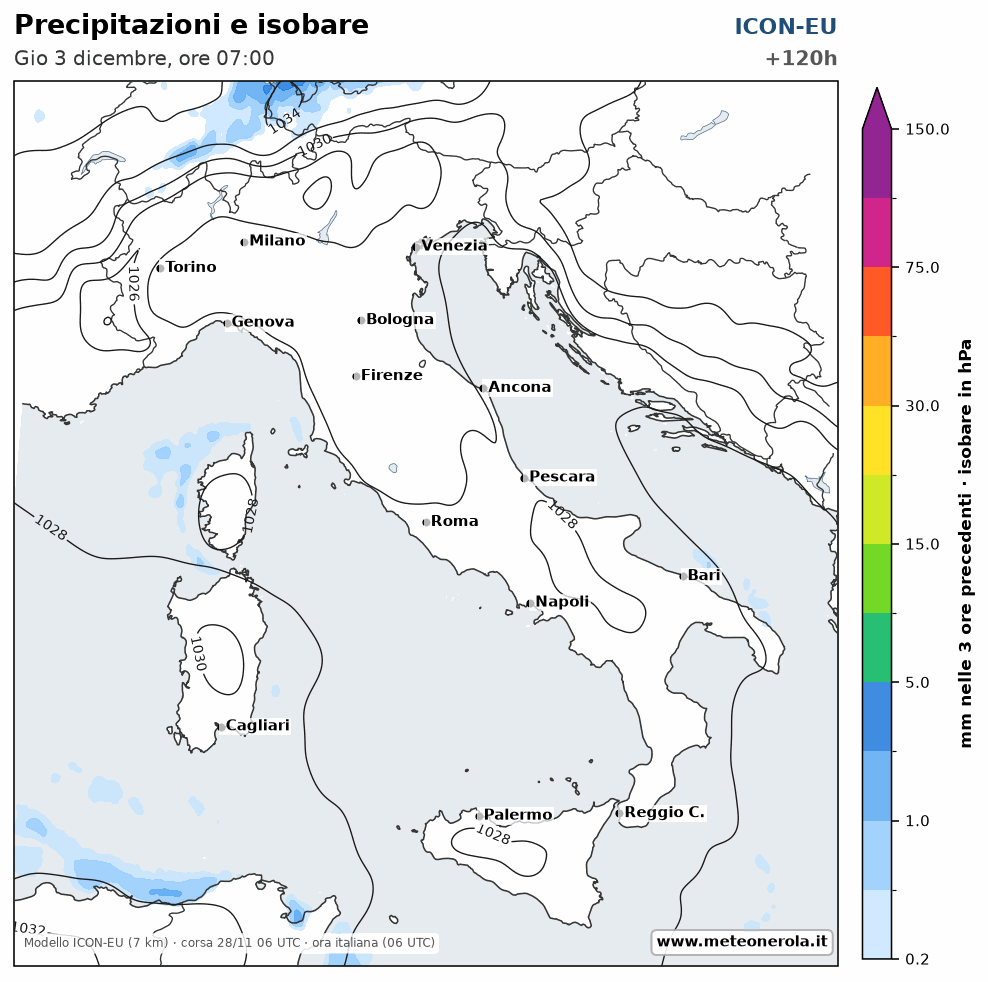 Precipitazioni e isobare
ICON-EU
Gio 3 dicembre, ore 07:00
+120h
1034
1030
Milano
Venezia
Torino
1026
Genova
Bologna
Firenze
Ancona
Pescara
Roma
1028
1028
1028
Bari
Napoli
1030
Cagliari
Palermo
Reggio C.
1028
1032
Modello ICON-EU (7 km) · corsa 28/11 06 UTC · ora italiana (06 UTC)
www.meteonerola.it
150.0
75.0
30.0
15.0
5.0
1.0
0.2
mm nelle 3 ore precedenti · isobare in hPa